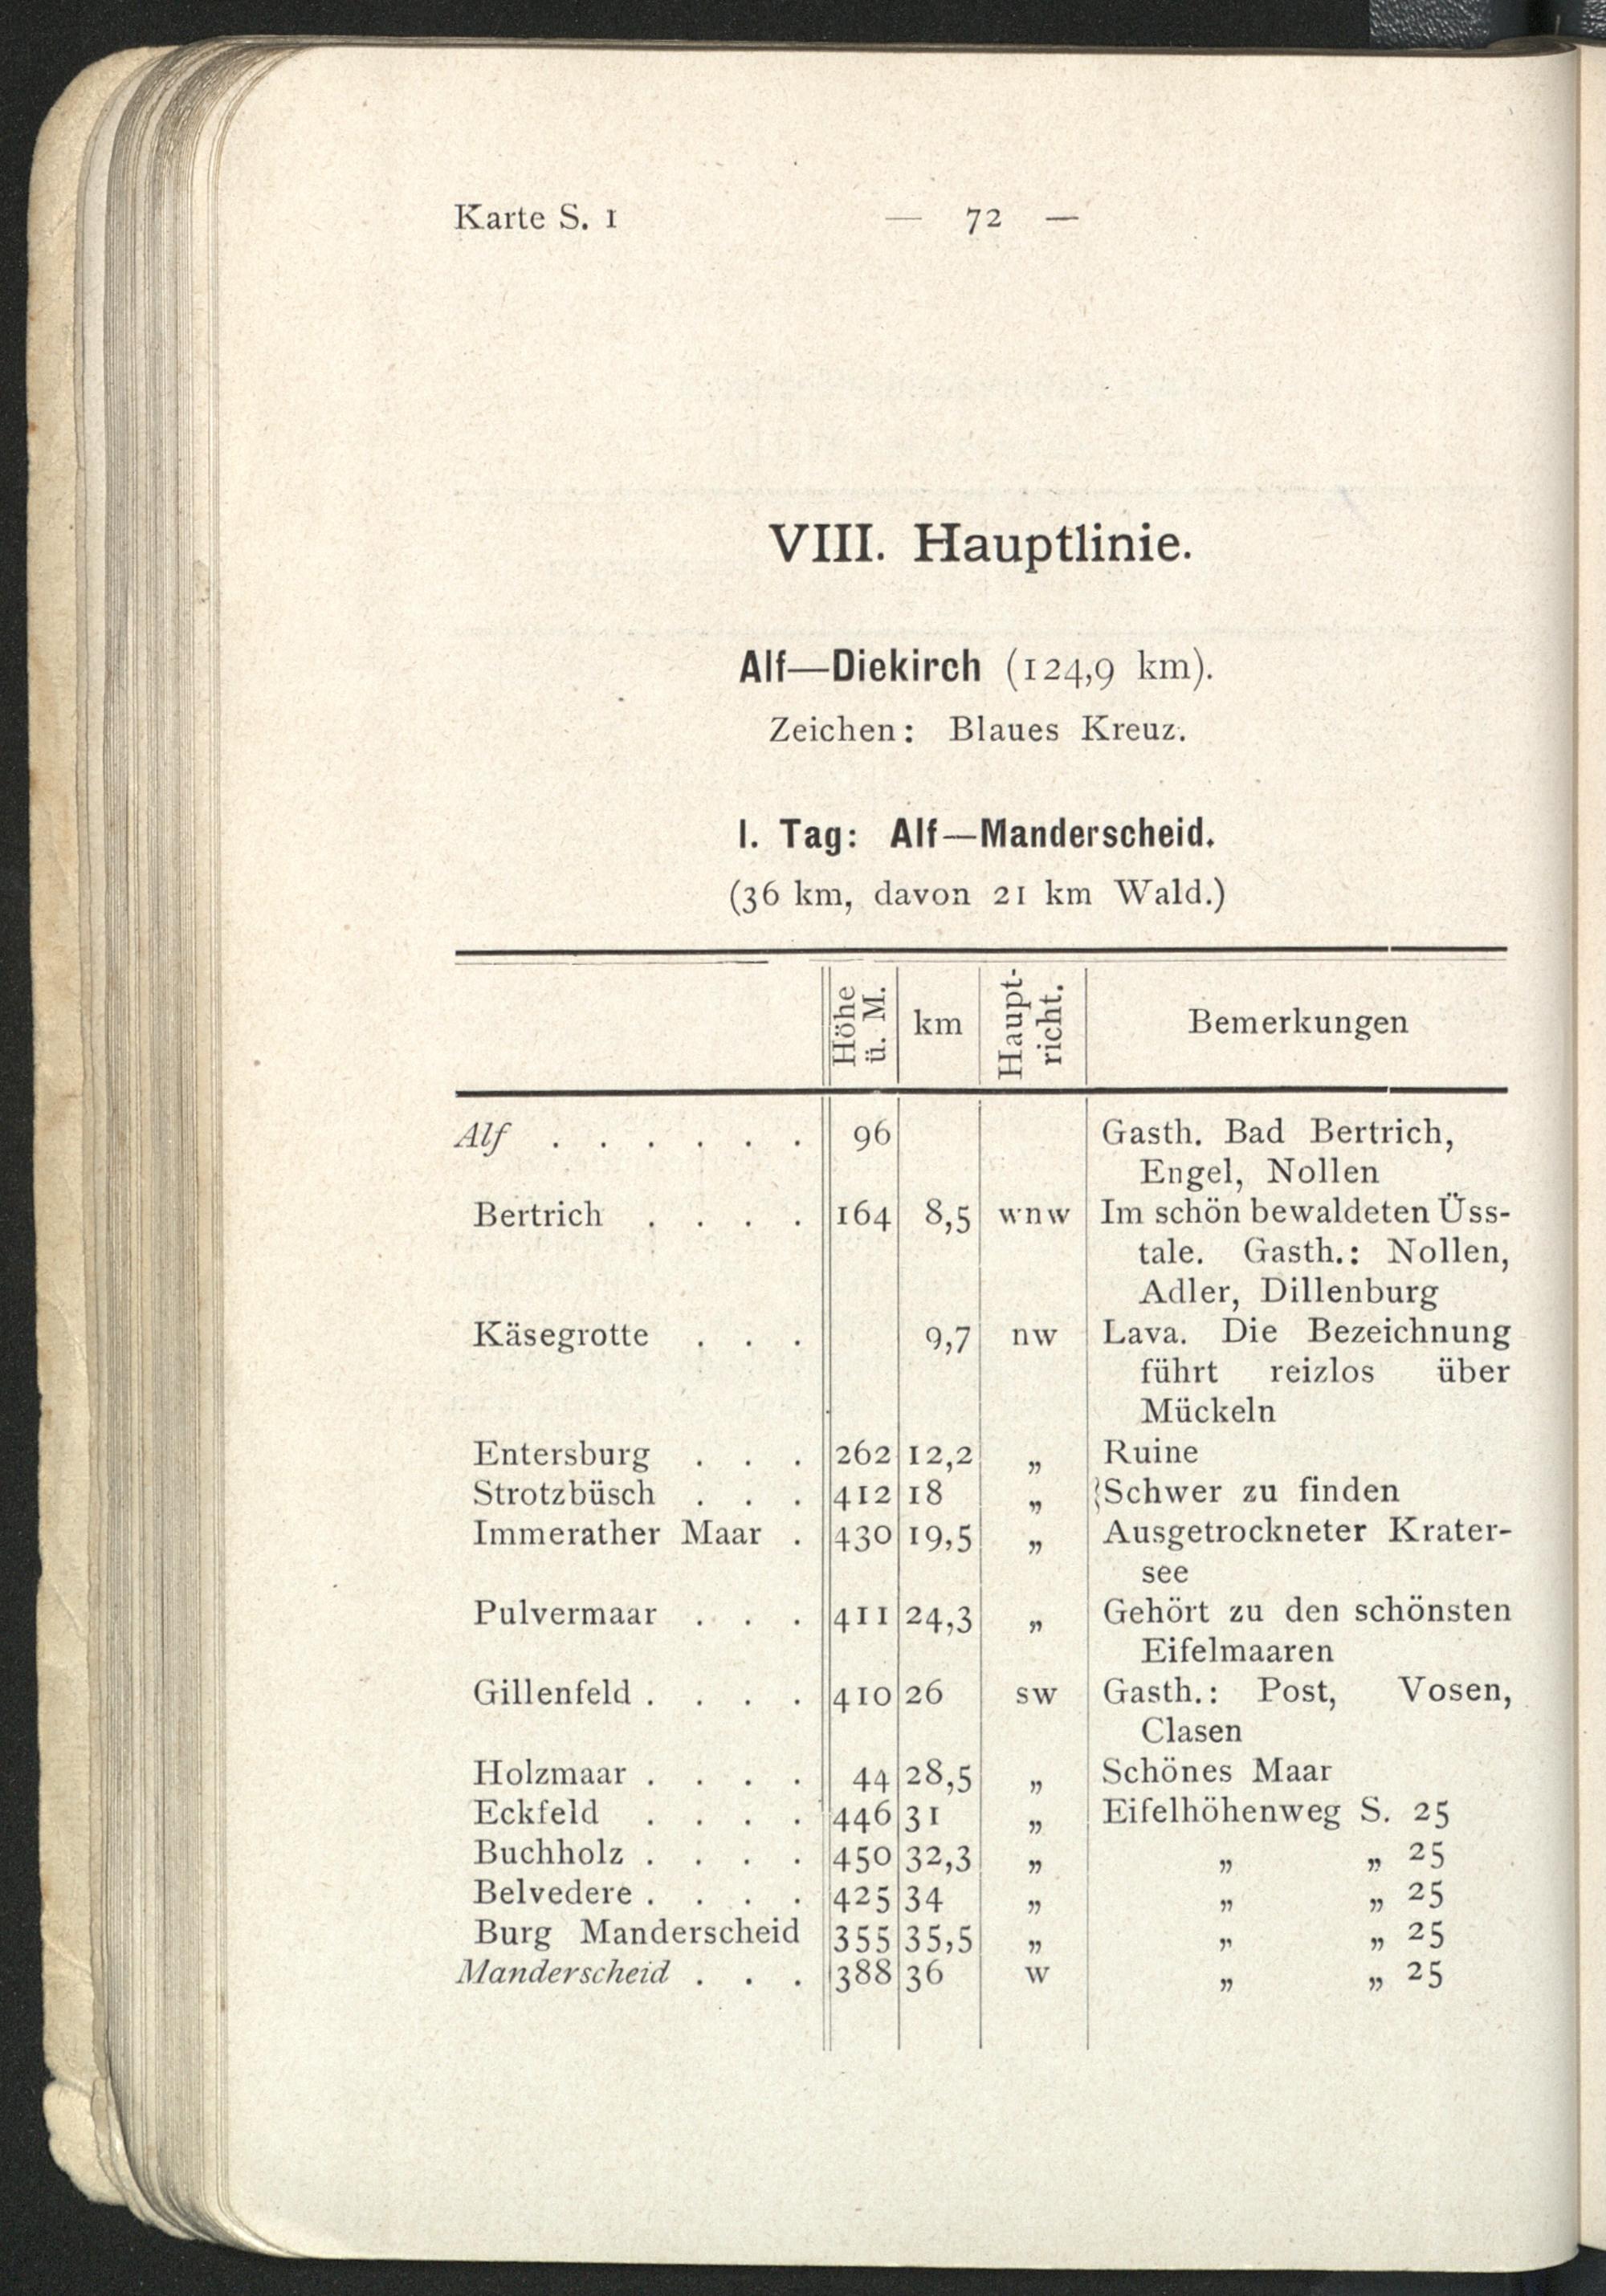 Karte S. 1 — 72 —
VIII. Hauptlinie.
Alf—Diekirch (124,9 km).
Zeichen: Blaues Kreuz.
I. Tag: Alf—Manderscheid.
(36 km, davon 21 km Wald.)
Höhe ü. M. km Haupt-richt. Bemerkungen
Alf . . . . . . 96 Gasth. Bad Bertrich,
Engel, Nollen
Bertrich . . . . 164 8,5 wnw Im schön bewaldeten Üss-
tale. Gasth.: Nollen,
Adler, Dillenburg
Käsegrotte . . . 9,7 nw Lava. Die Bezeichnung
führt reizlos über
Mückeln
Entersburg . . . 262 12,2 „ Ruine
Strotzbüsch . . . 412 18 „ }Schwer zu finden
Immerather Maar . 430 19,5 „ Ausgetrockneter Krater-
see
Pulvermaar . . . 411 24,3 „ Gehört zu den schönsten
Eifelmaaren
Gillenfeld . . . . 410 26 sw Gasth.: Post, Vosen,
Clasen
Holzmaar . . . . 44 28,5 „ Schönes Maar
Eckfeld . . . . 446 31 „ Eifelhöhenweg S. 25
Buchholz . . . . 450 32,3 „ „ „ 25
Belvedere . . . . 425 34 „ „ „ 25
Burg Manderscheid 355 35,5 „ „ „ 25
Manderscheid . . . 388 36 w „ „ 25